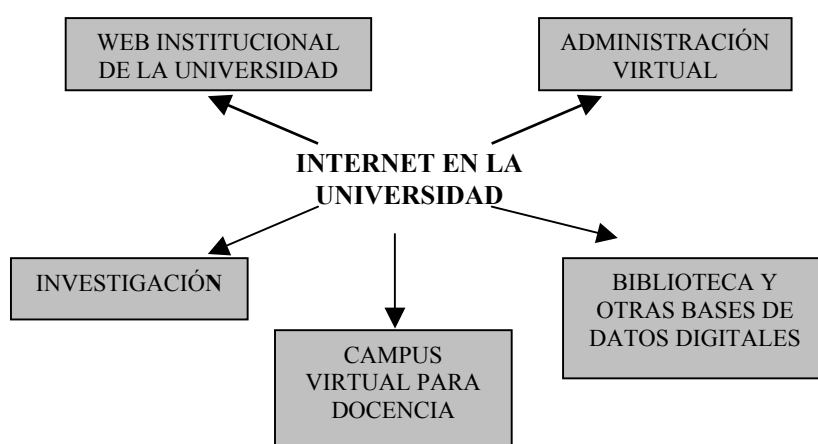 WEB INSTITUCIONAL
DE LA UNIVERSIDAD
ADMINISTRACIÓN
VIRTUAL
INTERNET EN LA
UNIVERSIDAD
INVESTIGACIÓN
CAMPUS
VIRTUAL PARA
DOCENCIA
BIBLIOTECA Y
OTRAS BASES DE
DATOS DIGITALES